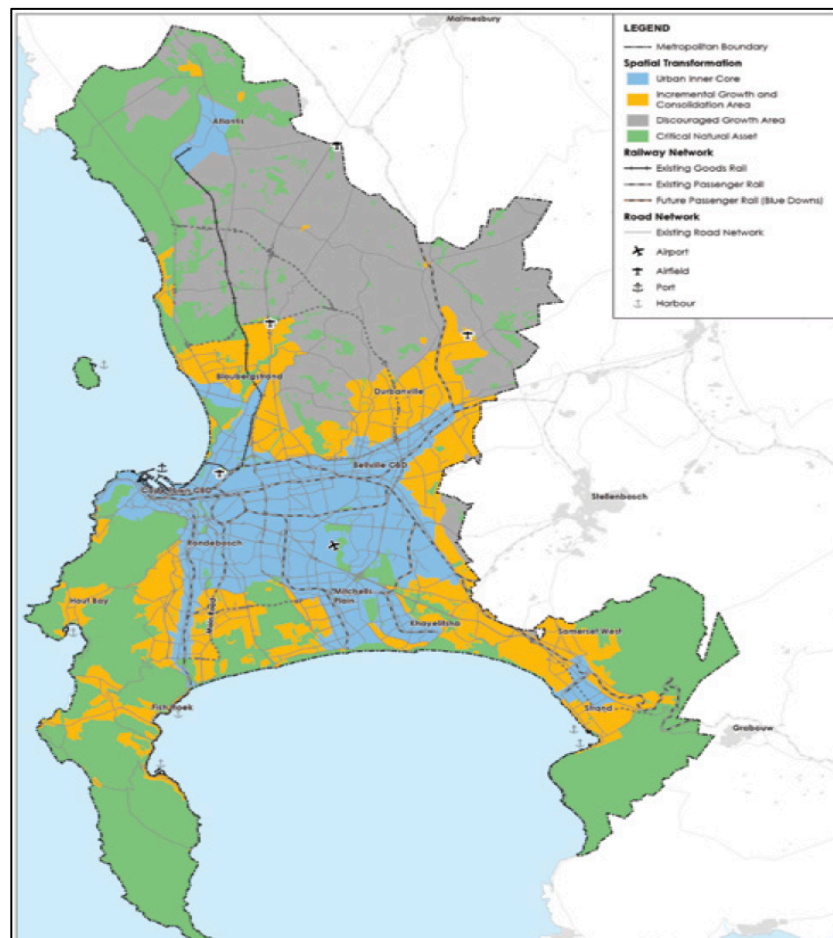 Malmesbury
LEGEND
Metropolitan Boundary
Spatial Transformation
Urban Inner Core
Incremental Growth and
Consolidation Area
Discouraged Growth Area
Critical Natural Asset
Railway Network
Existing Goods Rail
Existing Passenger Rail
Future Passenger Rail (Blue Downs)
Road Network
Existing Road Network
Airport
Airfield
Port
Harbour
Atlantis
Bloubergstrand
Durbanville
Bellville CBD
Cape Town CBD
Stellenbosch
Rondebosch
Mitchells
Plain
Hout Bay
Main Road
Khayelitsha
Somerset West
Fish Hoek
Strand
Grabouw